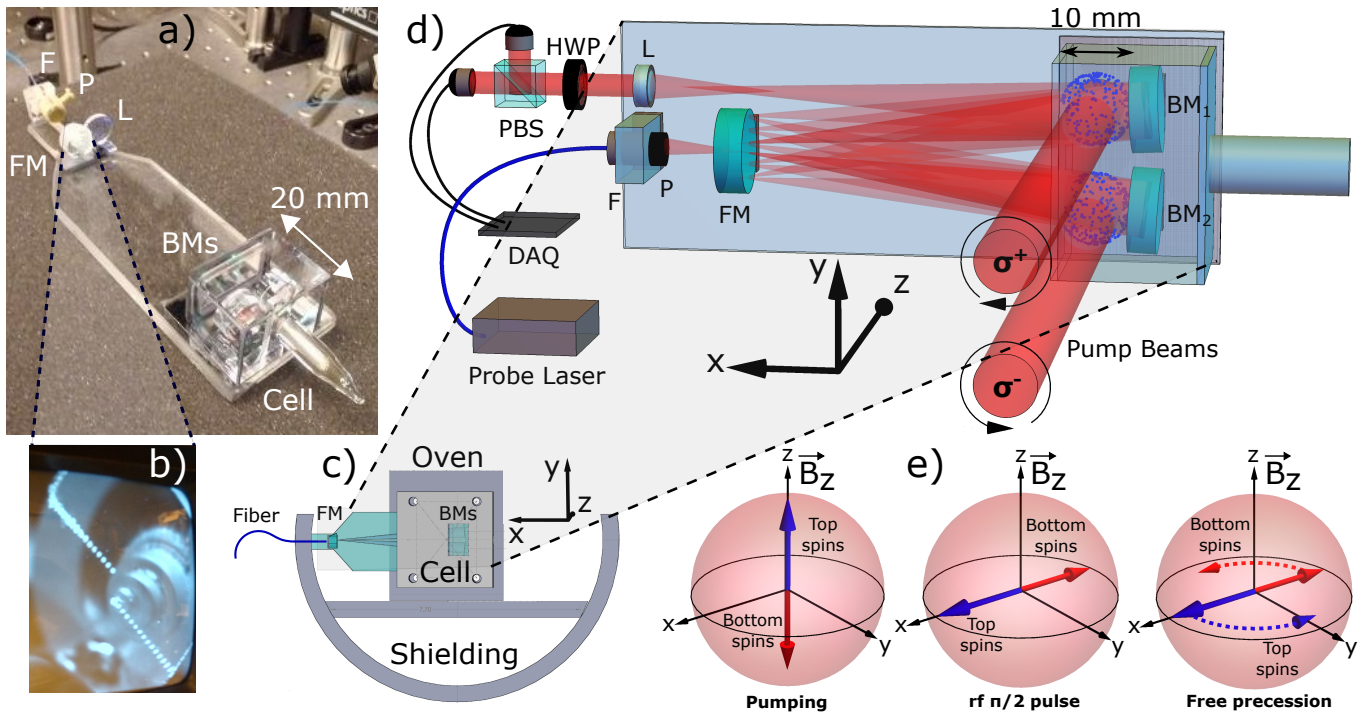 a)
F
P
L
FM
20 mm
BMs
Cell
b)
c)
Oven
y
z
x
Fiber
FM
BMs
Cell
Shielding
d)
HWP
L
PBS
F
P
FM
DAQ
Probe Laser
10 mm
BM1
BM2
σ+
σ-
Pump Beams
y
z
x
e)
z
Bz
Top
spins
Bottom
spins
x
y
Pumping
z
Bz
Bottom
spins
Top
spins
x
y
rf π/2 pulse
z
Bz
Bottom
spins
Top
spins
x
y
Free precession